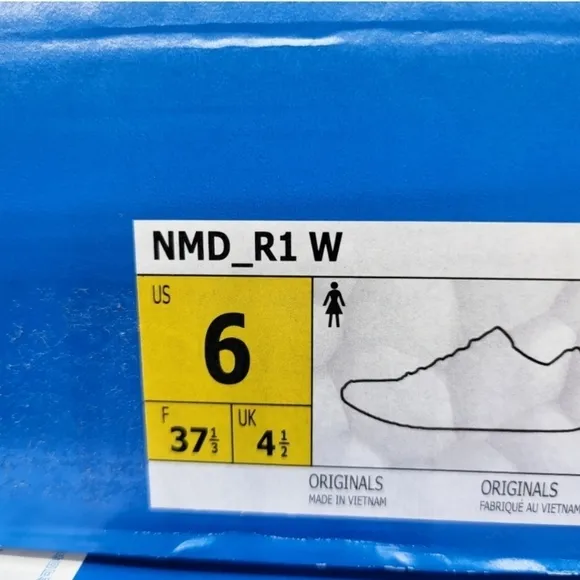 NMD_R1 W
US
6
F
37⅓
UK
4½
ORIGINALS
MADE IN VIETNAM
ORIGINALS
FABRIQUÉ AU VIETNAM